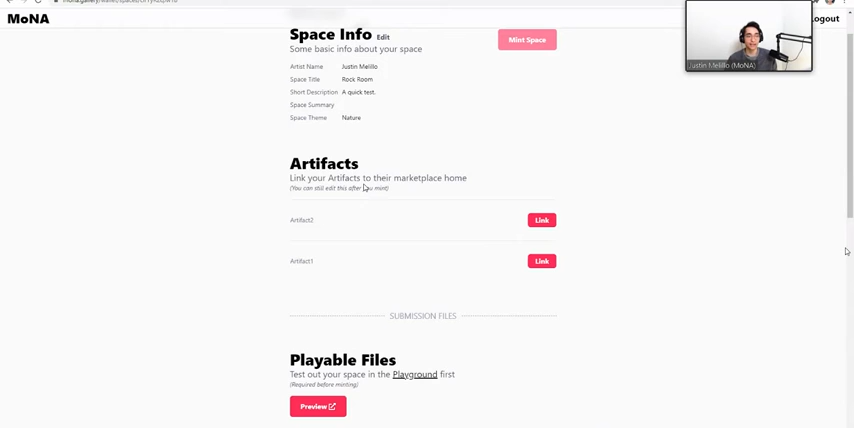 MoNA
Logout
Space Info Edit
Mint Space
Some basic info about your space
Artist Name Justin Melillo
Space Title Rock Room
Short Description A quick test.
Space Summary
Space Theme Nature
Justin Melillo (MoNA)
Artifacts
Link your Artifacts to their marketplace home
(You can still edit this after you mint)
Artifact2 Link
Artifact1 Link
SUBMISSION FILES
Playable Files
Test out your space in the Playground first
(Required before minting)
Preview